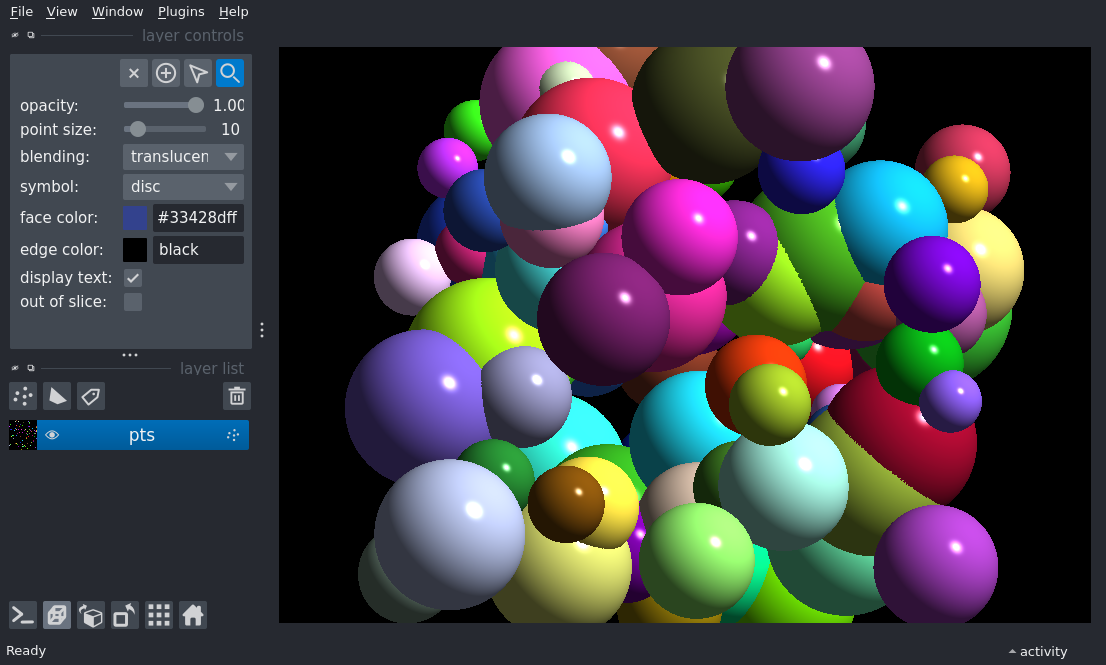 File View Window Plugins Help
layer controls
opacity: 1.00
point size: 10
blending: translucen
symbol: disc
face color: #33428dff
edge color: black
display text:
out of slice:
layer list
pts
Ready
activity